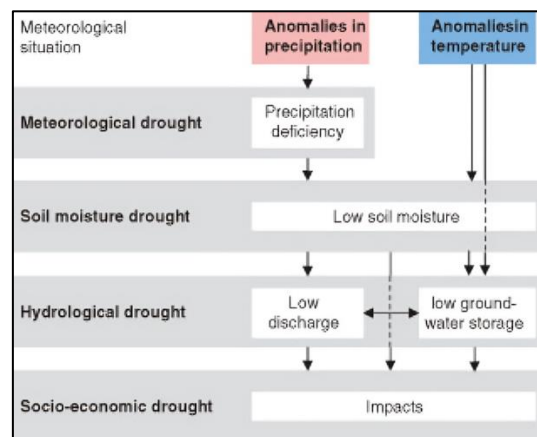 Meteorological
situation
Anomalies in
precipitation
Anomaliesin
temperature
Meteorological drought
Precipitation
deficiency
Soil moisture drought
Low soil moisture
Hydrological drought
Low
discharge
low ground-
water storage
Socio-economic drought
Impacts